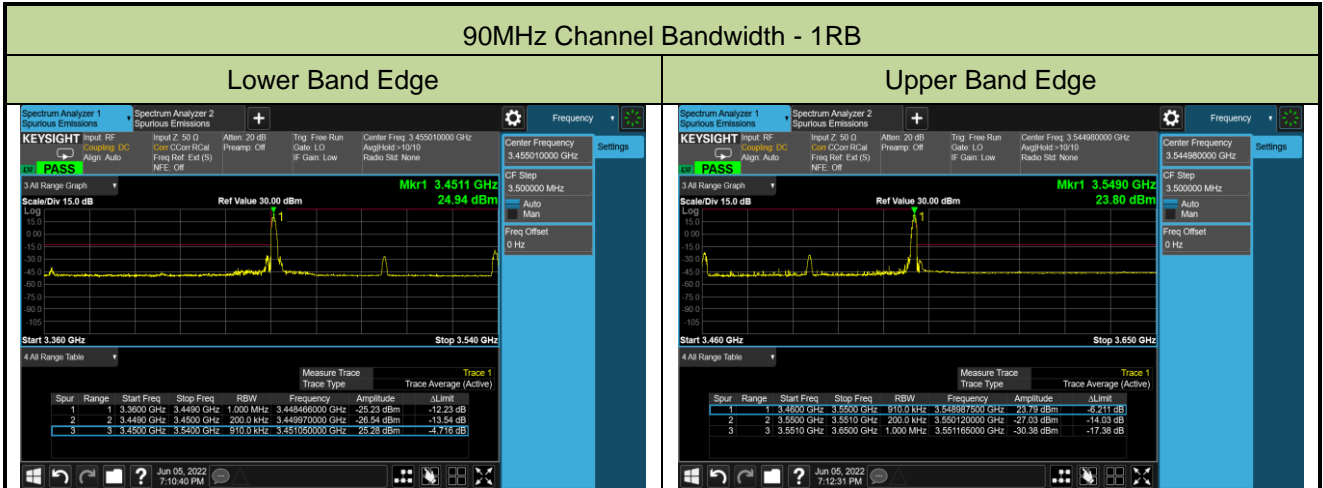 90MHz Channel Bandwidth - 1RB
Lower Band Edge
Upper Band Edge
Spectrum Analyzer 1
Spurious Emissions
Spectrum Analyzer 2
Spurious Emissions
+
Frequency
KEYSIGHT
Input: RF
Coupling: DC
Align: Auto
Input Z: 50 Ω
Corr CCorr RCal
Freq Ref: Ext (S)
NFE: Off
Atten: 20 dB
Preamp: Off
Trig: Free Run
Gate: LO
IF Gain: Low
Center Freq: 3.455010000 GHz
Avg|Hold:>10/10
Radio Std: None
PASS
Center Frequency
3.455010000 GHz
Settings
CF Step
3.500000 MHz
Auto
Man
Freq Offset
0 Hz
3 All Range Graph
Mkr1 3.4511 GHz
Scale/Div 15.0 dB
Ref Value 30.00 dBm
24.94 dBm
Log
1
15.0
0.00
-15.0
-30.0
-45.0
-60.0
-75.0
-90.0
-105
Start 3.360 GHz
Stop 3.540 GHz
4 All Range Table
Measure Trace Trace 1
Trace Type Trace Average (Active)
Spur Range Start Freq Stop Freq RBW Frequency Amplitude ΔLimit
1 1 3.3600 GHz 3.4490 GHz 1.000 MHz 3.448466000 GHz -25.23 dBm -12.23 dB
2 2 3.4490 GHz 3.4500 GHz 200.0 kHz 3.449970000 GHz -26.54 dBm -13.54 dB
3 3 3.4500 GHz 3.5400 GHz 910.0 kHz 3.451050000 GHz 25.28 dBm -4.716 dB
?
Jun 05, 2022
7:10:40 PM
Spectrum Analyzer 1
Spurious Emissions
Spectrum Analyzer 2
Spurious Emissions
+
Frequency
KEYSIGHT
Input: RF
Coupling: DC
Align: Auto
Input Z: 50 Ω
Corr CCorr RCal
Freq Ref: Ext (S)
NFE: Off
Atten: 20 dB
Preamp: Off
Trig: Free Run
Gate: LO
IF Gain: Low
Center Freq: 3.544980000 GHz
Avg|Hold:>10/10
Radio Std: None
PASS
Center Frequency
3.544980000 GHz
Settings
CF Step
3.500000 MHz
Auto
Man
Freq Offset
0 Hz
3 All Range Graph
Mkr1 3.5490 GHz
Scale/Div 15.0 dB
Ref Value 30.00 dBm
23.80 dBm
Log
1
15.0
0.00
-15.0
-30.0
-45.0
-60.0
-75.0
-90.0
-105
Start 3.460 GHz
Stop 3.650 GHz
4 All Range Table
Measure Trace Trace 1
Trace Type Trace Average (Active)
Spur Range Start Freq Stop Freq RBW Frequency Amplitude ΔLimit
1 1 3.4600 GHz 3.5500 GHz 910.0 kHz 3.548987500 GHz 23.79 dBm -6.211 dB
2 2 3.5500 GHz 3.5510 GHz 200.0 kHz 3.550120000 GHz -27.03 dBm -14.03 dB
3 3 3.5510 GHz 3.6500 GHz 1.000 MHz 3.551165000 GHz -30.38 dBm -17.38 dB
?
Jun 05, 2022
7:12:31 PM